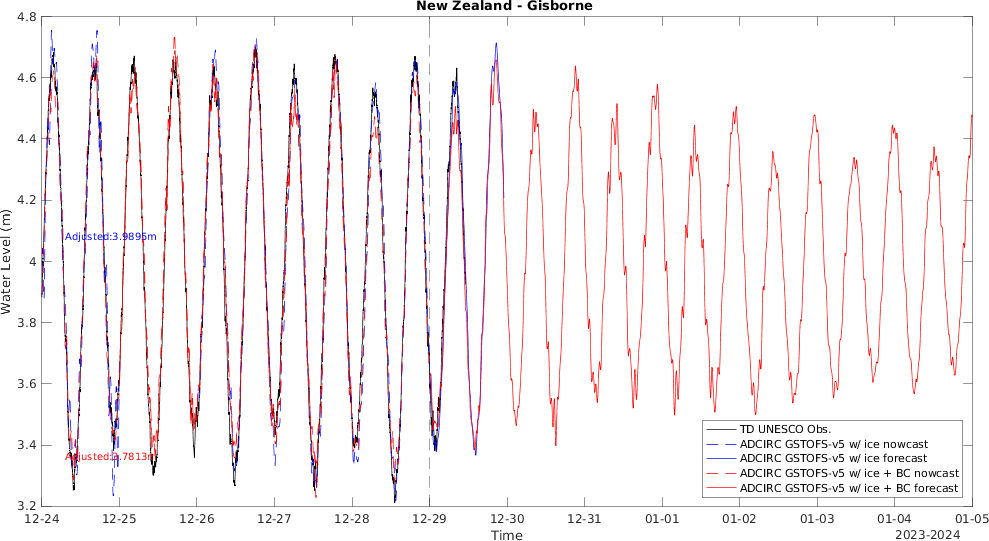 New Zealand - Gisborne
4.8
4.6
4.4
4.2
4
3.8
3.6
3.4
3.2
Water Level (m)
Adjusted:3.9895m
Adjusted:3.7813m
TD UNESCO Obs.
ADCIRC GSTOFS-v5 w/ ice nowcast
ADCIRC GSTOFS-v5 w/ ice forecast
ADCIRC GSTOFS-v5 w/ ice + BC nowcast
ADCIRC GSTOFS-v5 w/ ice + BC forecast
12-24 12-25 12-26 12-27 12-28 12-29 12-30 12-31 01-01 01-02 01-03 01-04 01-05
Time
2023-2024